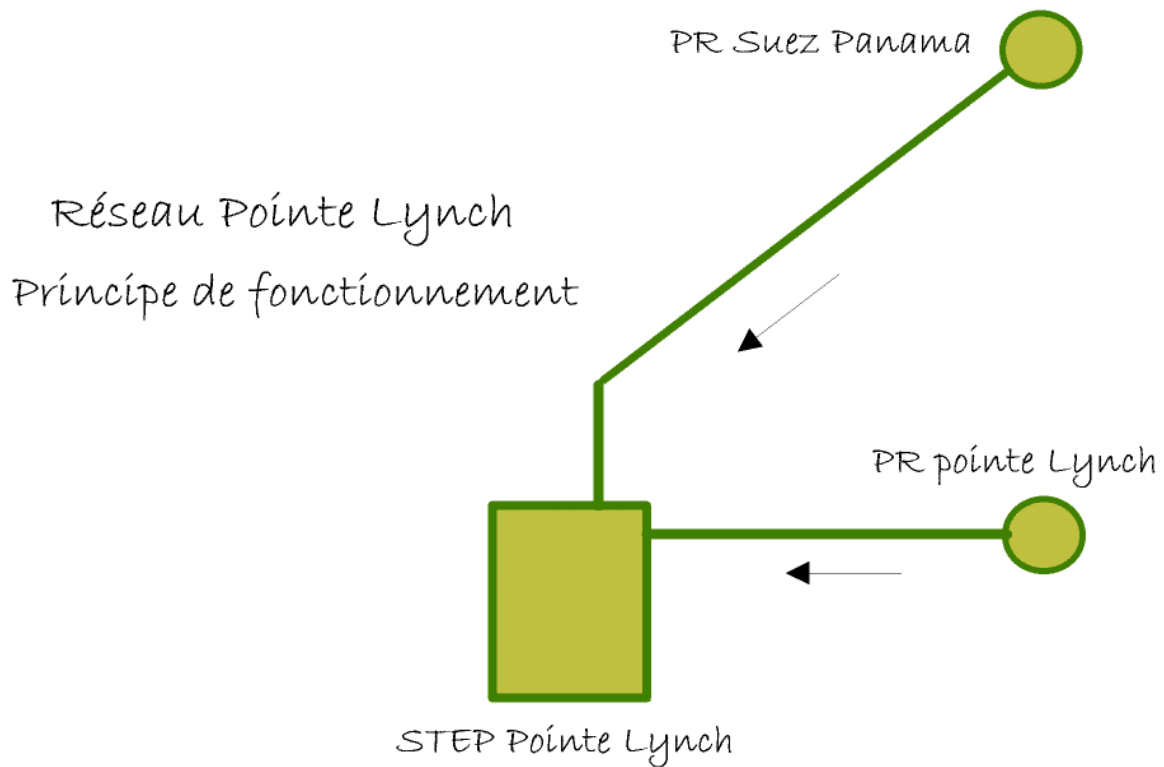 PR Suez Panama
Réseau Pointe Lynch
Principe de fonctionnement
PR pointe Lynch
STEP Pointe Lynch